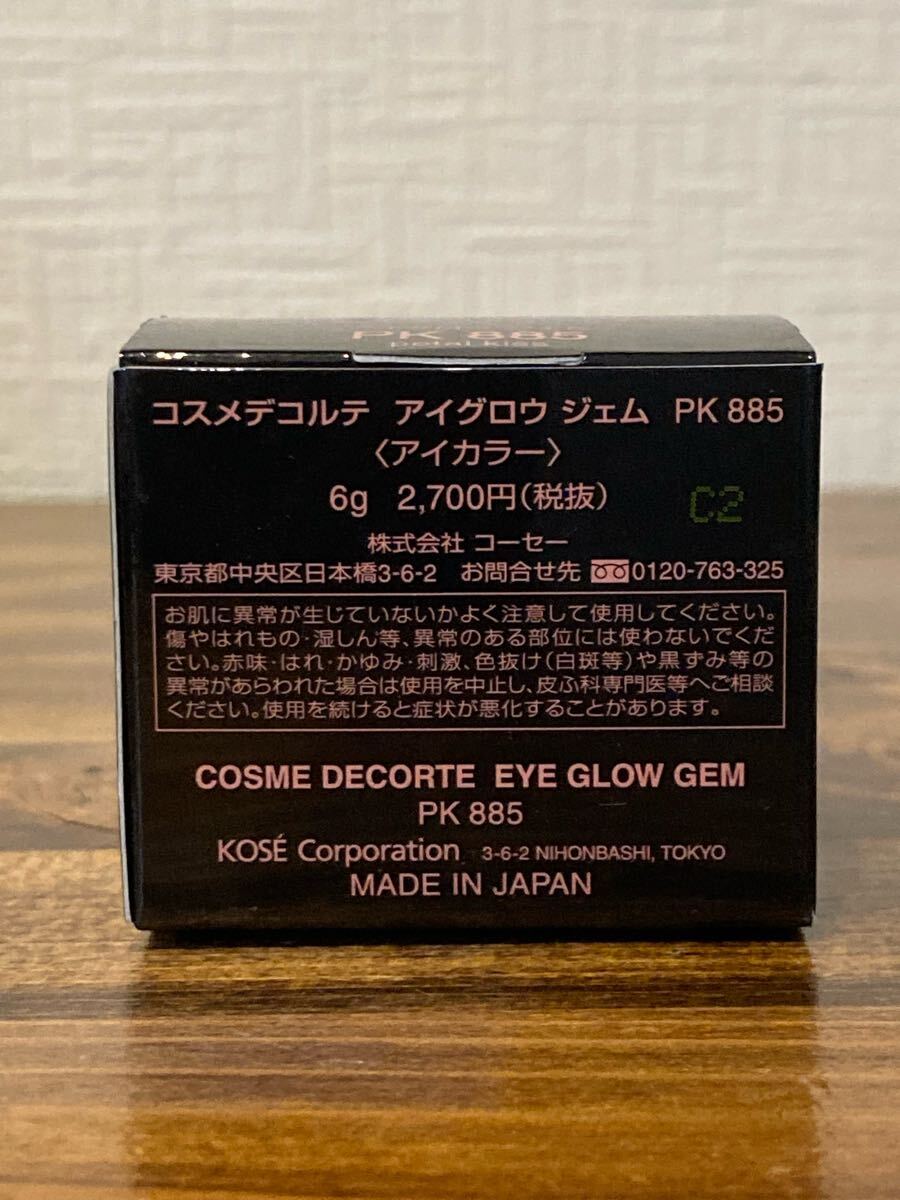 PK 885
petal kiss
コスメデコルテ アイグロウ ジェム PK 885
〈アイカラー〉
6g 2,700円(税抜)
C2
株式会社 コーセー
東京都中央区日本橋3-6-2 お問合せ先 0120-763-325
お肌に異常が生じていないかよく注意して使用してください。
傷やはれもの・湿しん等、異常のある部位には使わないでくだ
さい。赤味・はれ・かゆみ・刺激、色抜け(白斑等)や黒ずみ等の
異常があらわれた場合は使用を中止し、皮ふ科専門医等へご相談
ください。使用を続けると症状が悪化することがあります。
COSME DECORTE EYE GLOW GEM
PK 885
KOSÉ Corporation 3-6-2 NIHONBASHI, TOKYO
MADE IN JAPAN